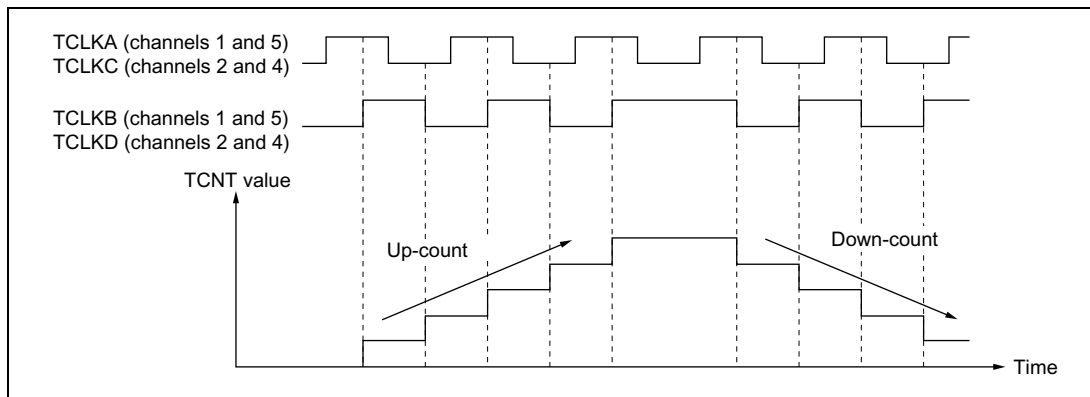 TCLKA (channels 1 and 5)
TCLKC (channels 2 and 4)
TCLKB (channels 1 and 5)
TCLKD (channels 2 and 4)
TCNT value
Up-count
Down-count
Time